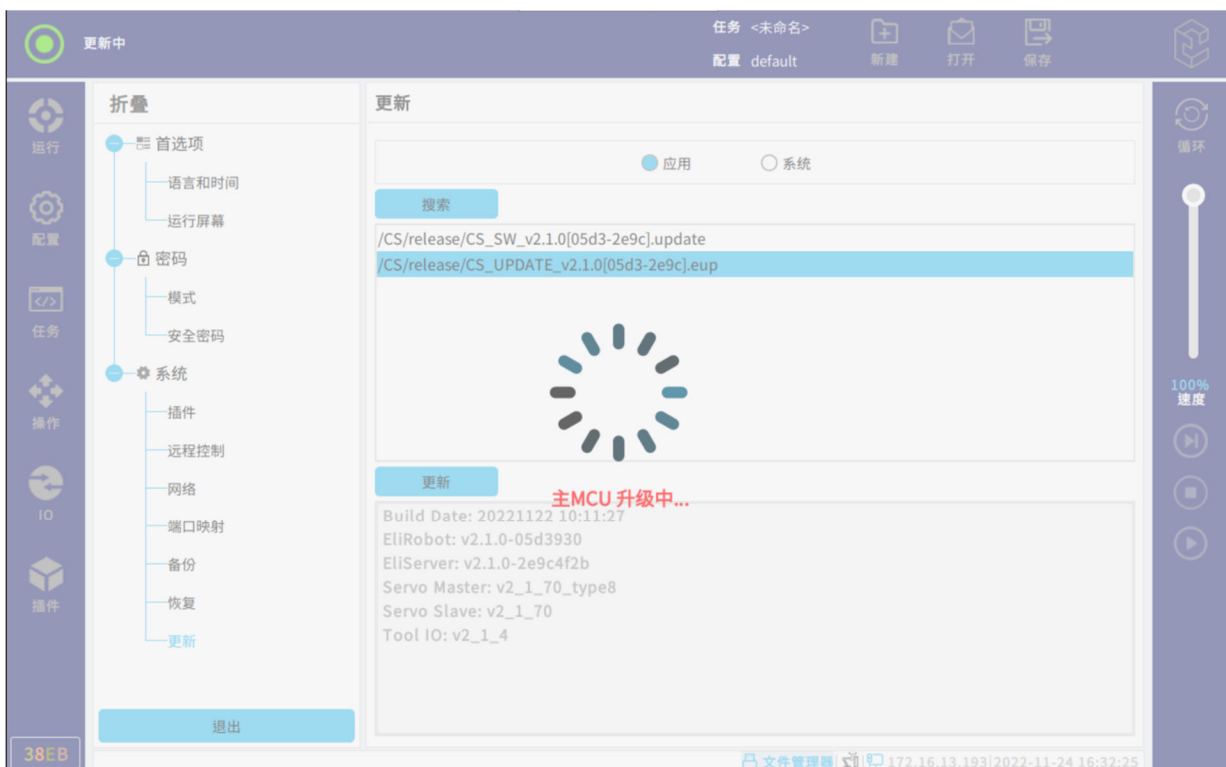 更新中
任务 <未命名>
配置 default
新建
打开
保存
运行
配置
任务
操作
IO
插件
38EB
折叠
首选项
语言和时间
运行屏幕
密码
模式
安全密码
系统
插件
远程控制
网络
端口映射
备份
恢复
更新
退出
更新
应用 系统
搜索
/CS/release/CS_SW_v2.1.0[05d3-2e9c].update
/CS/release/CS_UPDATE_v2.1.0[05d3-2e9c].eup
更新
主MCU 升级中...
Build Date: 20221122 10:11:27
EliRobot: v2.1.0-05d3930
EliServer: v2.1.0-2e9c4f2b
Servo Master: v2_1_70_type8
Servo Slave: v2_1_70
Tool IO: v2_1_4
循环
100%
速度
文件管理器 172.16.13.193 2022-11-24 16:32:25